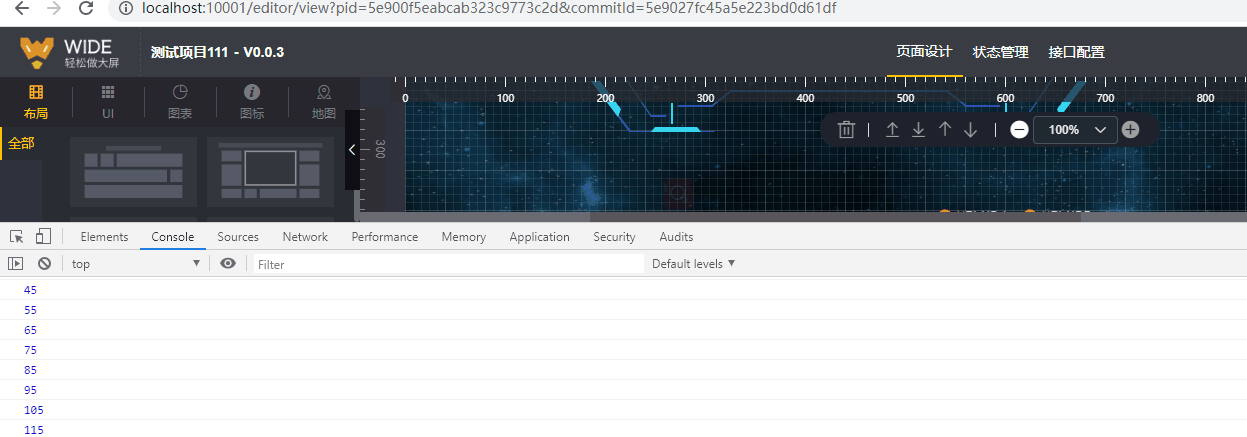 localhost:10001/editor/view?pid=5e900f5eabcab323c9773c2d&commitId=5e9027fc45a5e223bd0d61df
WIDE
轻松做大屏
测试项目111 - V0.0.3
页面设计 状态管理 接口配置
布局 UI 图表 图标 地图
0 100 200 300 400 500 600 700 800
全部
300
100%
Elements Console Sources Network Performance Memory Application Security Audits
top Filter Default levels
45
55
65
75
85
95
105
115